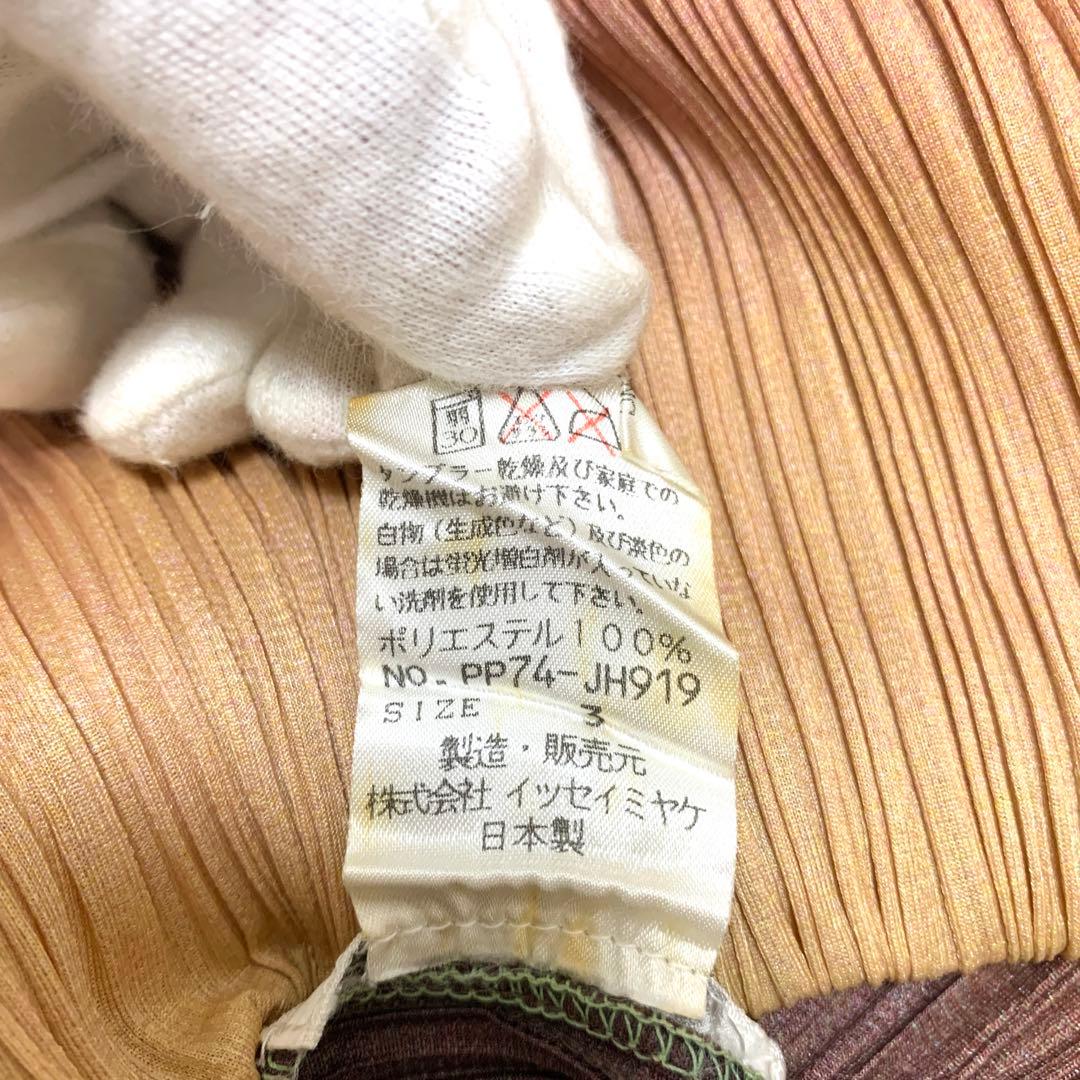 弱
30
タンブラー乾燥及び家庭での
乾燥機はお避け下さい。
白物(生成色など)及び淡色の
場合は蛍光増白剤が入っていな
い洗剤を使用して下さい。
ポリエステル100%
NO. PP74-JH919
SIZE 3
製造・販売元
株式会社 イッセイミヤケ
日本製